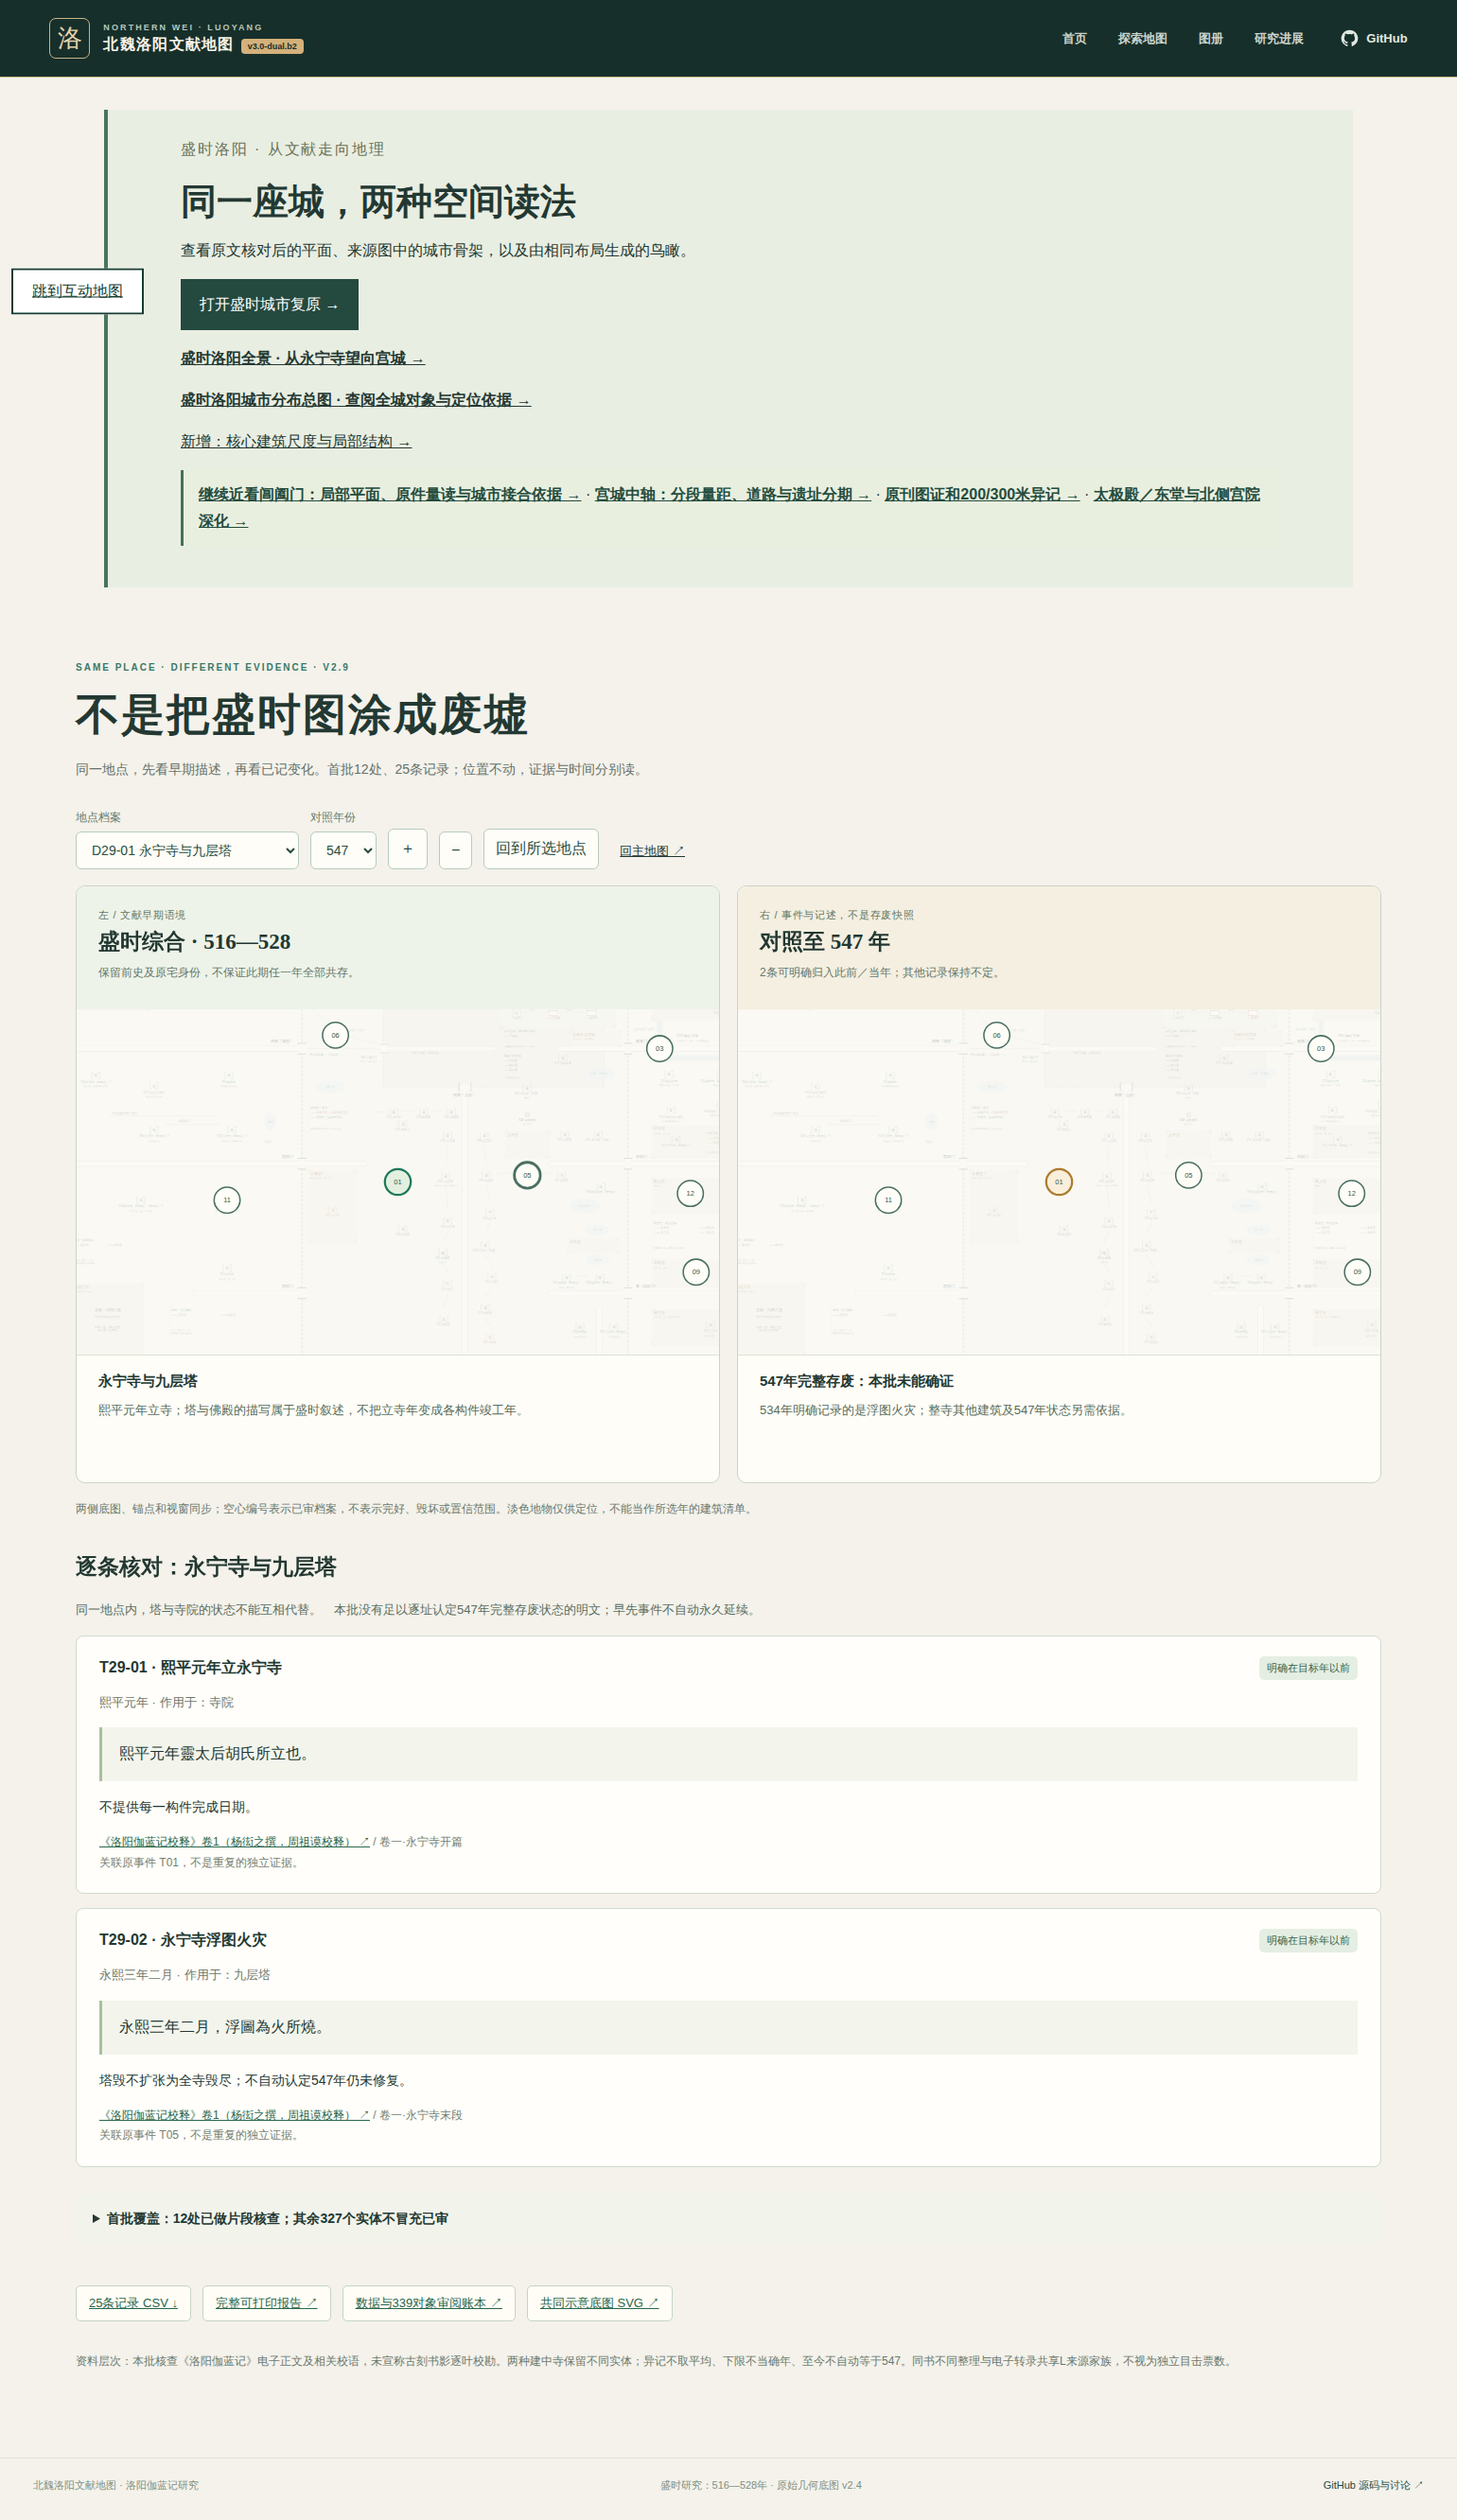 洛
NORTHERN WEI · LUOYANG
北魏洛阳文献地图 v3.0-dual.b2
首页 探索地图 图册 研究进展 GitHub
盛时洛阳 · 从文献走向地理
同一座城，两种空间读法
查看原文核对后的平面、来源图中的城市骨架，以及由相同布局生成的鸟瞰。
跳到互动地图
打开盛时城市复原 →
盛时洛阳全景 · 从永宁寺望向宫城 →
盛时洛阳城市分布总图 · 查阅全城对象与定位依据 →
新增：核心建筑尺度与局部结构 →
继续近看阊阖门：局部平面、原件量读与城市接合依据 → · 宫城中轴：分段量距、道路与遗址分期 → · 原刊图证和200/300米异记 → · 太极殿／东堂与北侧宫院
深化 →
SAME PLACE · DIFFERENT EVIDENCE · V2.9
不是把盛时图涂成废墟
同一地点，先看早期描述，再看已记变化。首批12处、25条记录；位置不动，证据与时间分别读。
地点档案 对照年份
D29-01 永宁寺与九层塔 547 + − 回到所选地点 回主地图 ↗
左 / 文献早期语境
盛时综合 · 516—528
保留前史及原宅身份，不保证此期任一年全部共存。
右 / 事件与记述，不是存废快照
对照至 547 年
2条可明确归入此前／当年；其他记录保持不定。
06
03
11
01
05
12
09
06
03
11
01
05
12
09
永宁寺与九层塔
熙平元年立寺；塔与佛殿的描写属于盛时叙述，不把立寺年变成各构件竣工年。
547年完整存废：本批未能确证
534年明确记录的是浮图火灾；整寺其他建筑及547年状态另需依据。
两侧底图、锚点和视窗同步；空心编号表示已审档案，不表示完好、毁坏或置信范围。淡色地物仅供定位，不能当作所选年的建筑清单。
逐条核对：永宁寺与九层塔
同一地点内，塔与寺院的状态不能互相代替。 本批没有足以逐址认定547年完整存废状态的明文；早先事件不自动永久延续。
T29-01 · 熙平元年立永宁寺 明确在目标年以前
熙平元年 · 作用于：寺院
熙平元年靈太后胡氏所立也。
不提供每一构件完成日期。
《洛阳伽蓝记校释》卷1（杨衒之撰，周祖谟校释） ↗ / 卷一·永宁寺开篇
关联原事件 T01，不是重复的独立证据。
T29-02 · 永宁寺浮图火灾 明确在目标年以前
永熙三年二月 · 作用于：九层塔
永熙三年二月，浮圖為火所燒。
塔毁不扩张为全寺毁尽；不自动认定547年仍未修复。
《洛阳伽蓝记校释》卷1（杨衒之撰，周祖谟校释） ↗ / 卷一·永宁寺末段
关联原事件 T05，不是重复的独立证据。
首批覆盖：12处已做片段核查；其余327个实体不冒充已审
25条记录 CSV ↓ 完整可打印报告 ↗ 数据与339对象审阅账本 ↗ 共同示意底图 SVG ↗
资料层次：本批核查《洛阳伽蓝记》电子正文及相关校语，未宣称古刻书影逐叶校勘。两种建中寺保留不同实体；异记不取平均、下限不当确年、至今不自动等于547。同书不同整理与电子转录共享L来源家族，不视为独立目击票数。
北魏洛阳文献地图 · 洛阳伽蓝记研究 盛时研究：516—528年 · 原始几何底图 v2.4 GitHub 源码与讨论 ↗